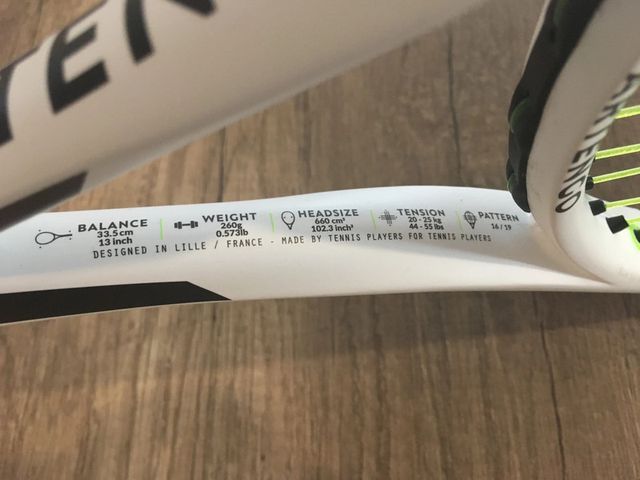 BALANCE
33.5cm
13 inch
WEIGHT
260g
0.573lb
HEADSIZE
660 cm²
102.3 inch²
TENSION
20 - 25 kg
44 - 55 lbs
PATTERN
16 / 19
DESIGNED IN LILLE / FRANCE - MADE BY TENNIS PLAYERS FOR TENNIS PLAYERS